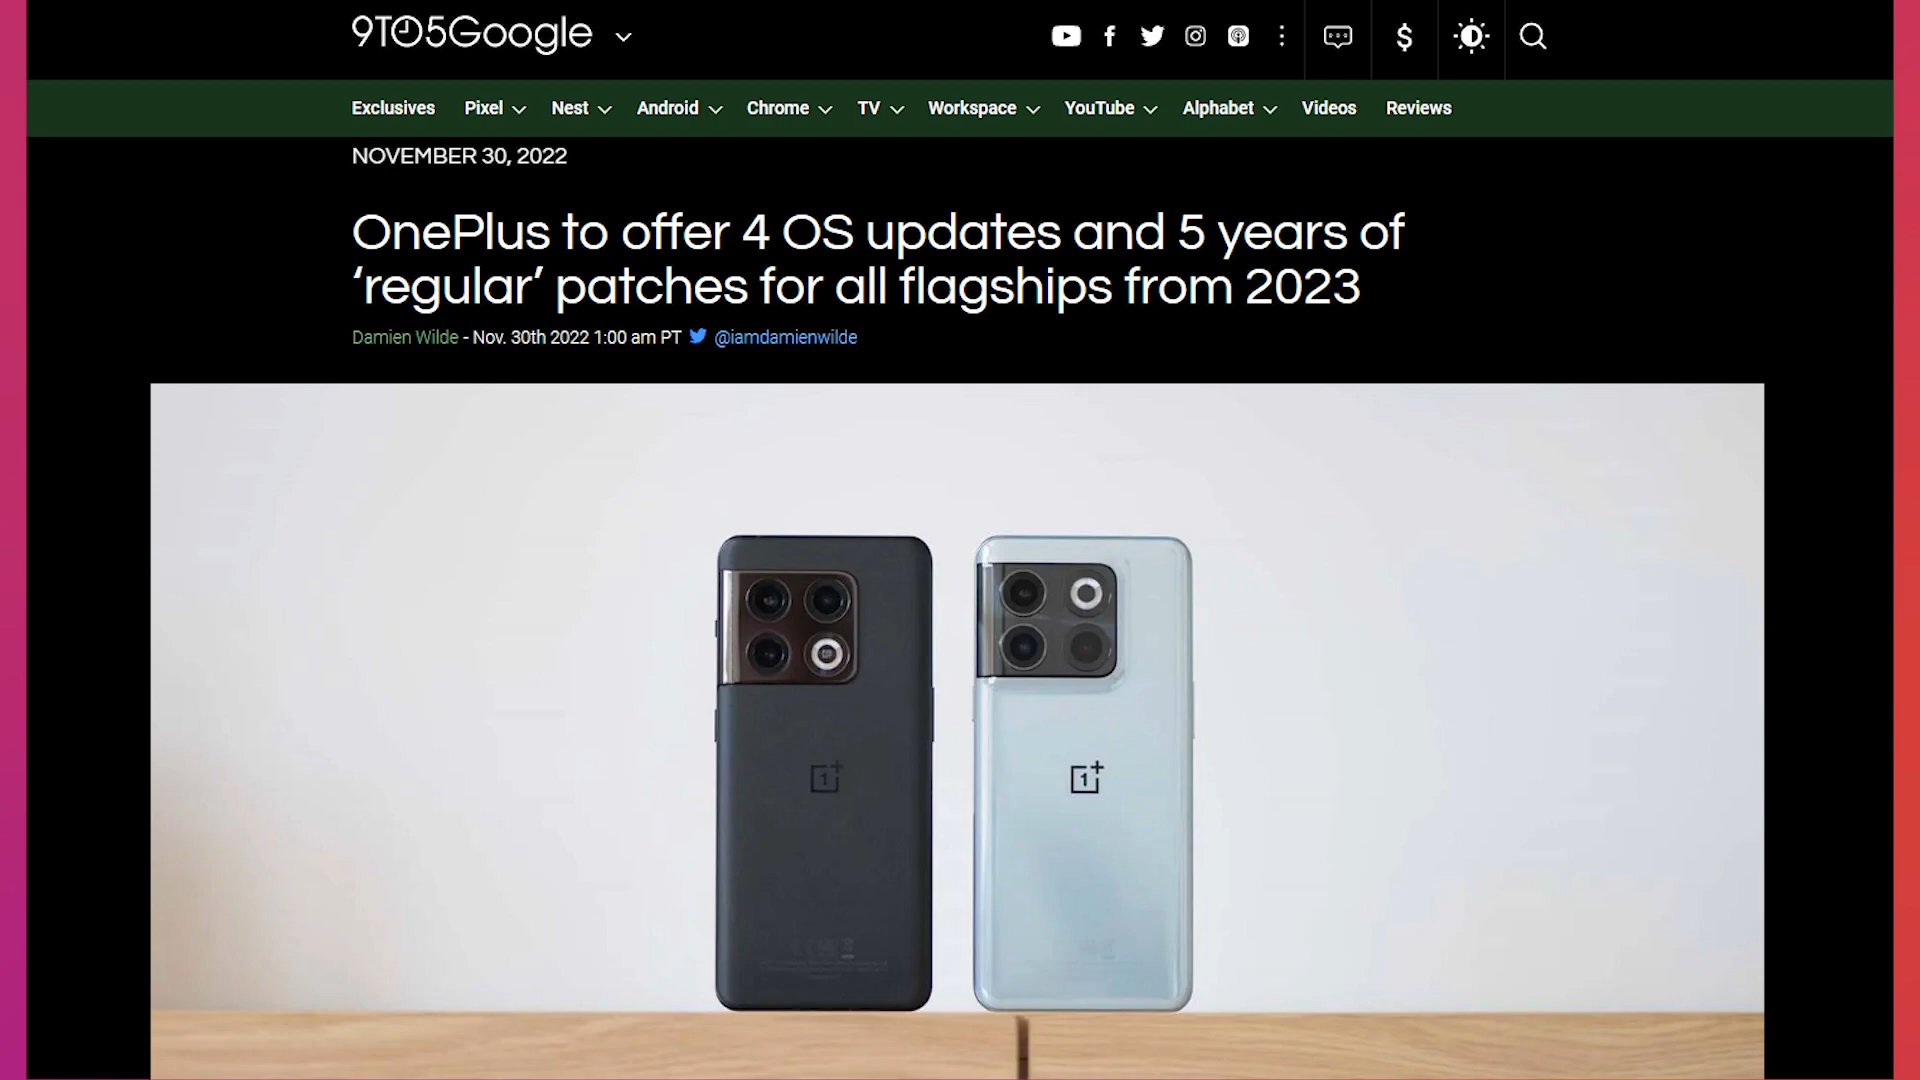 9TO5Google
$
Exclusives Pixel Nest Android Chrome TV Workspace YouTube Alphabet Videos Reviews
NOVEMBER 30, 2022
OnePlus to offer 4 OS updates and 5 years of
‘regular’ patches for all flagships from 2023
Damien Wilde - Nov. 30th 2022 1:00 am PT @iamdamienwilde
1+ 1+